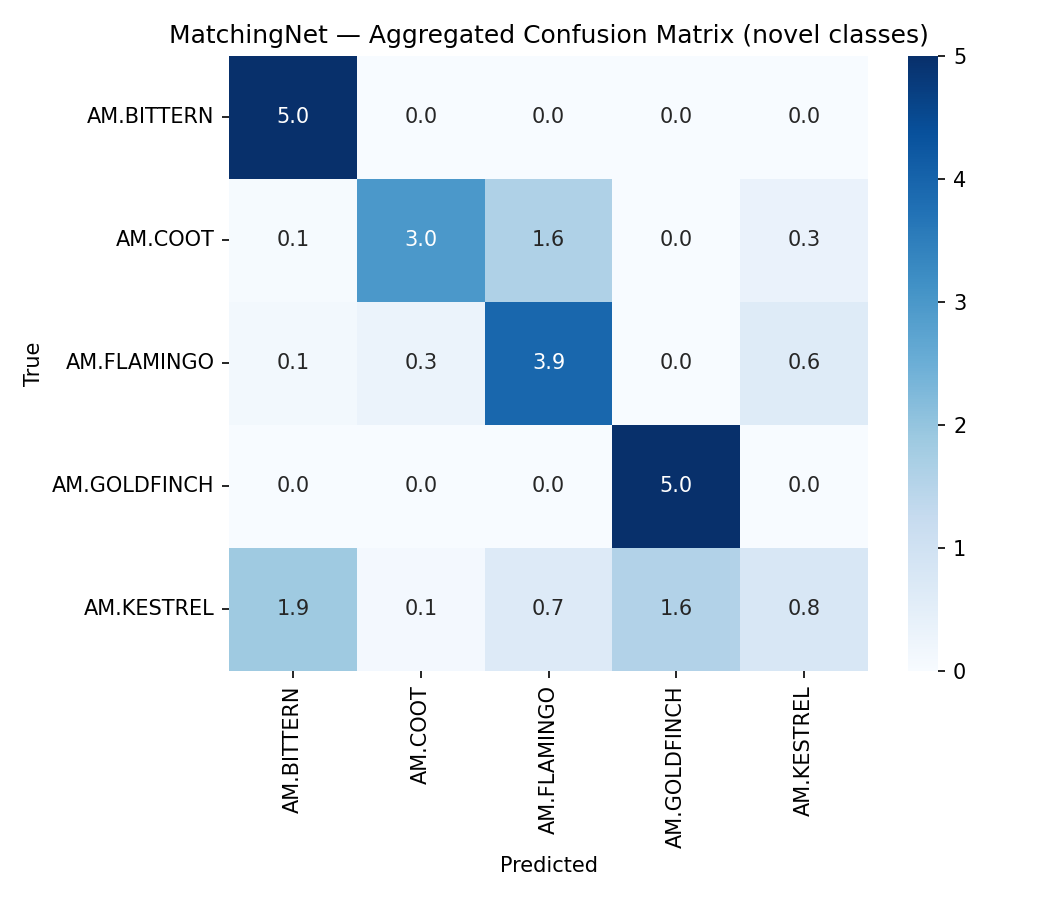 MatchingNet — Aggregated Confusion Matrix (novel classes)
AM.BITTERN 5.0 0.0 0.0 0.0 0.0
AM.COOT 0.1 3.0 1.6 0.0 0.3
AM.FLAMINGO 0.1 0.3 3.9 0.0 0.6
AM.GOLDFINCH 0.0 0.0 0.0 5.0 0.0
AM.KESTREL 1.9 0.1 0.7 1.6 0.8
True
AM.BITTERN
AM.COOT
AM.FLAMINGO
AM.GOLDFINCH
AM.KESTREL
Predicted
5
4
3
2
1
0